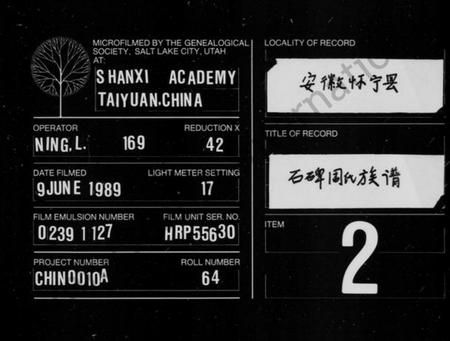 MICROFILMED BY THE GENEALOGICAL
SOCIETY, SALT LAKE CITY, UTAH
AT:
SHANXI ACADEMY
TAIYUAN.CHINA
OPERATOR
REDUCTION X
NING,L. 169
42
DATE FILMED
LIGHT METER SETTING
9JUNE 1989
17
FILM EMULSION NUMBER
FILM UNIT SER. NO.
0239 1 127
HRP55630
PROJECT NUMBER
ROLL NUMBER
CHIN0010A
64
LOCALITY OF RECORD
安徽怀宁县
TITLE OF RECORD
石碑周氏族谱
ITEM
2